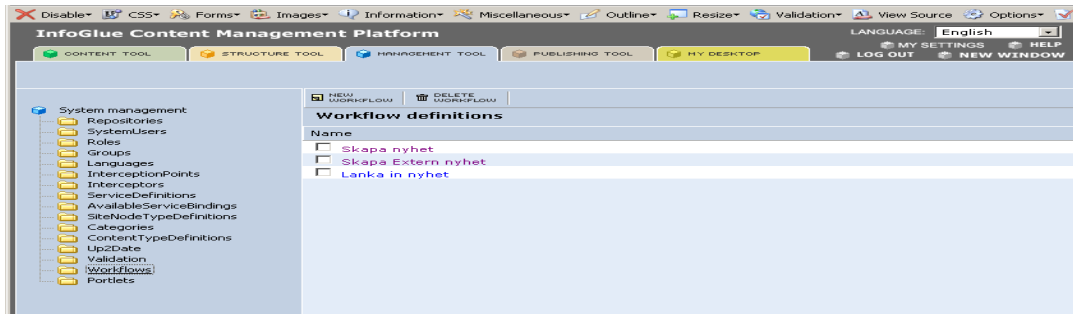 Disable CSS Forms Images Information Miscellaneous Outline Resize Validation View Source Options
InfoGlue Content Management Platform
LANGUAGE: English
MY SETTINGS HELP
LOG OUT NEW WINDOW
CONTENT TOOL STRUCTURE TOOL MANAGEMENT TOOL PUBLISHING TOOL MY DESKTOP
NEW WORKFLOW DELETE WORKFLOW
Workflow definitions
Name
Skapa nyhet
Skapa Extern nyhet
Lanka in nyhet
System management
Repositories
SystemUsers
Roles
Groups
Languages
InterceptionPoints
Interceptors
ServiceDefinitions
AvailableServiceBindings
SiteNodeTypeDefinitions
Categories
ContentTypeDefinitions
Up2Date
Validation
Workflows
Portlets